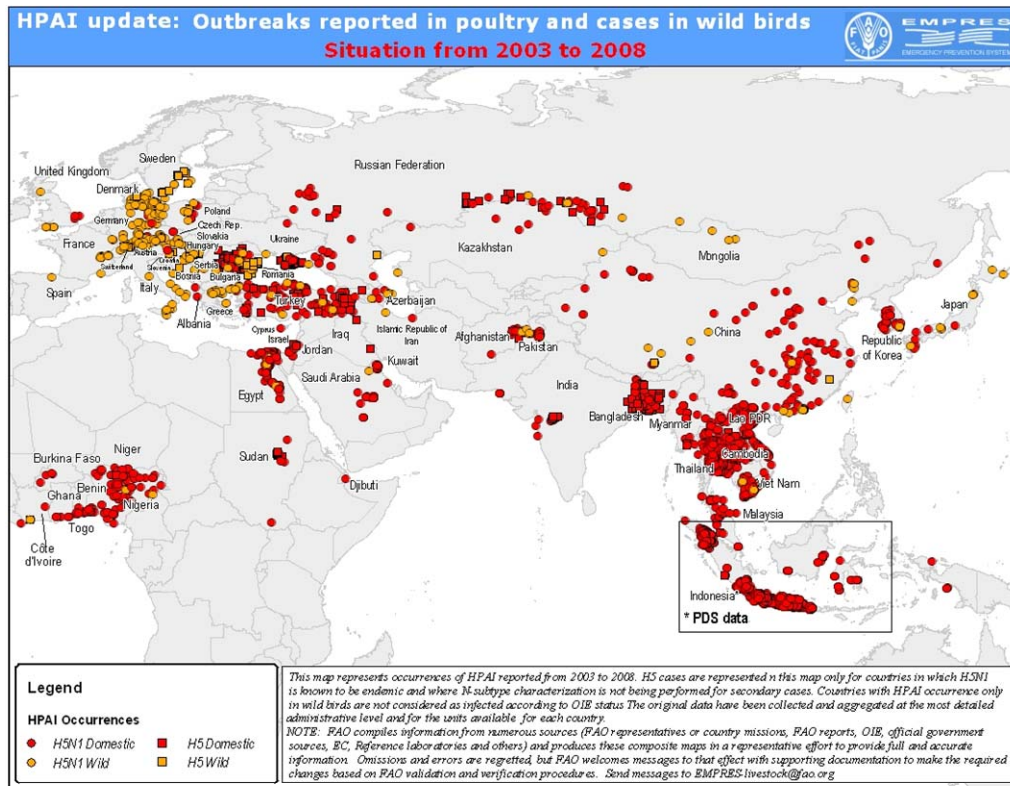 HPAI update: Outbreaks reported in poultry and cases in wild birds
Situation from 2003 to 2008
FAO
FIAT PANIS
EMPRES
EMERGENCY PREVENTION SYSTEM
Sweden
United Kingdom
Russian Federation
Denmark
Poland
Germany
Czech Rep.
Slovakia
Ukraine
France
Hungary
Austria
Kazakhstan
Mongolia
Switzerland
Croatia
Slovenia
Serbia
Bosnia
Romania
Bulgaria
Spain
Italy
Turkey
Azerbaijan
Japan
Greece
Albania
China
Cyprus
Iraq
Islamic Republic of
Iran
Afghanistan
Republic
of Korea
Israel
Jordan
Pakistan
Kuwait
Saudi Arabia
India
Egypt
Bangladesh
Myanmar
Lao PDR
Niger
Burkina Faso
Sudan
Cambodia
Thailand
Benin
Djibuti
Viet Nam
Ghana
Nigeria
Malaysia
Togo
Côte
d'Ivoire
Indonesia*
* PDS data
Legend
HPAI Occurrences
H5N1 Domestic
H5 Domestic
H5N1 Wild
H5 Wild
This map represents occurrences of HPAI reported from 2003 to 2008. H5 cases are represented n this map only for countries in which H5N1
is known to be endemic and where N-subtype characterization is not being performed for secondary cases. Countries with HPAI occurrence only
in wild birds are not considered as infected according to OIE status The original data have been collected and aggregated at the most detailed
administrative level and for the units available for each country.
NOTE: FAO compiles information from numerous sources (FAO representatives or country missions, FAO reports, OIE, official government
sources, EC, Reference laboratories and others) and produces these composite maps in a representative effort to provide full and accurate
information. Omissions and errors are regretted, but FAO welcomes messages to that effect with supporting documentation to make the required
changes based on FAO validation and verification procedures. Send messages to EMPRES-livestock@fao.org